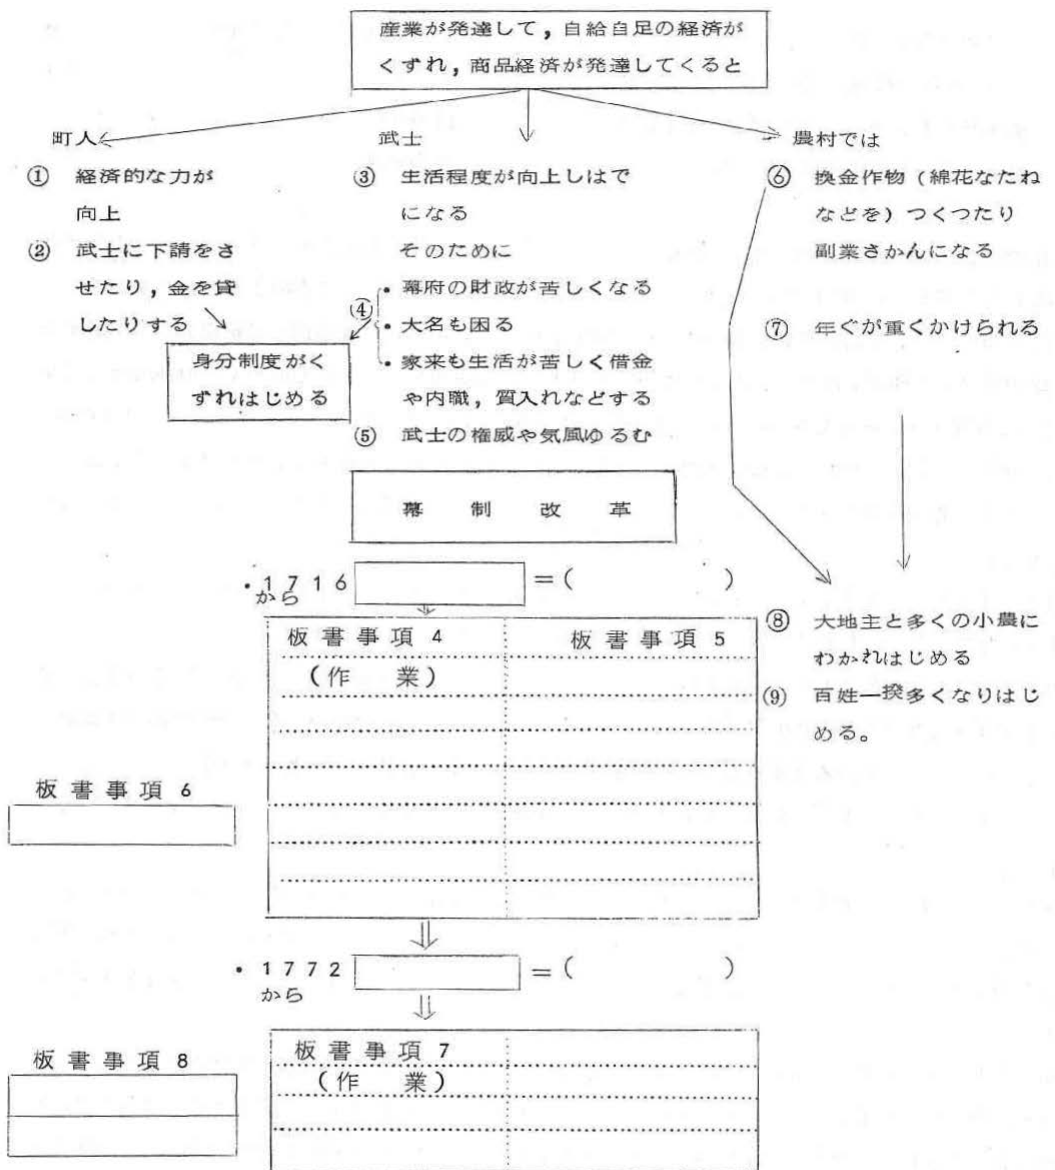 産業が発達して，自給自足の経済が
くずれ，商品経済が発達してくると
町人
① 経済的な力が
向上
② 武士に下請をさ
せたり，金を貸
したりする
身分制度がく
ずれはじめる
武士
③ 生活程度が向上しはで
になる
そのために
④
・幕府の財政が苦しくなる
・大名も困る
・家来も生活が苦しく借金
や内職，質入れなどする
⑤ 武士の権威や気風ゆるむ
農村では
⑥ 換金作物（綿花なたね
などを）つくつたり
副業さかんになる
⑦ 年ぐが重くかけられる
⑧ 大地主と多くの小農に
わかれはじめる
⑨ 百姓一揆多くなりはじ
める。
幕制改革
・1716 ＝（ ）
から
板書事項4 板書事項5
（作 業）
板書事項6
・1772 ＝（ ）
から
板書事項7
（作 業）
板書事項8